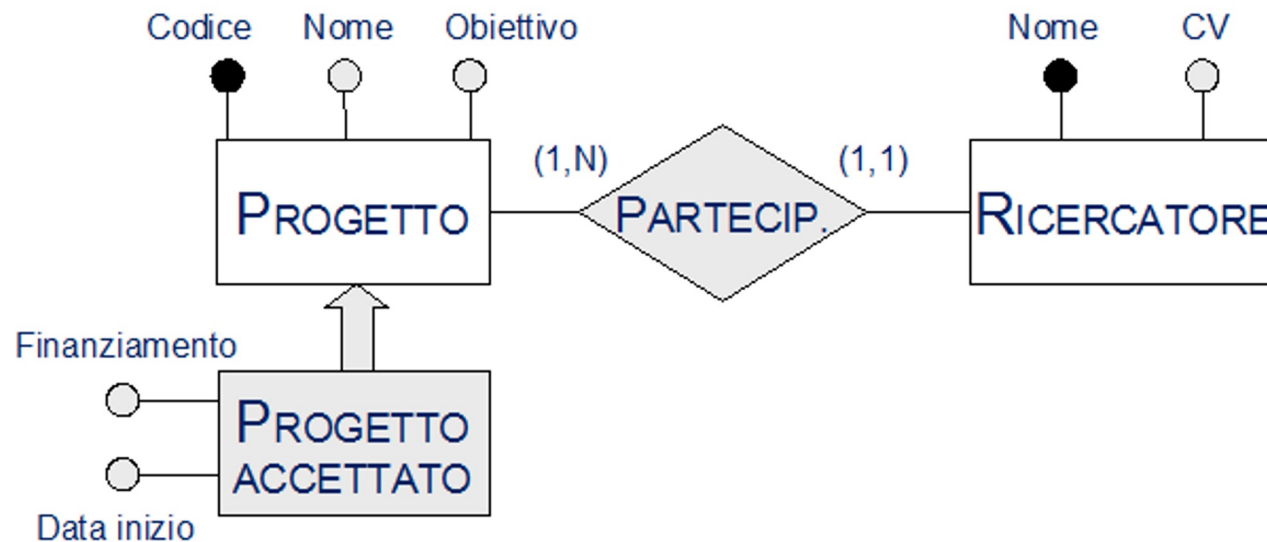 Codice Nome Obiettivo Nome CV
(1,N) (1,1)
PROGETTO PARTECIP. RICERCATORE
Finanziamento
PROGETTO
ACCETTATO
Data inizio